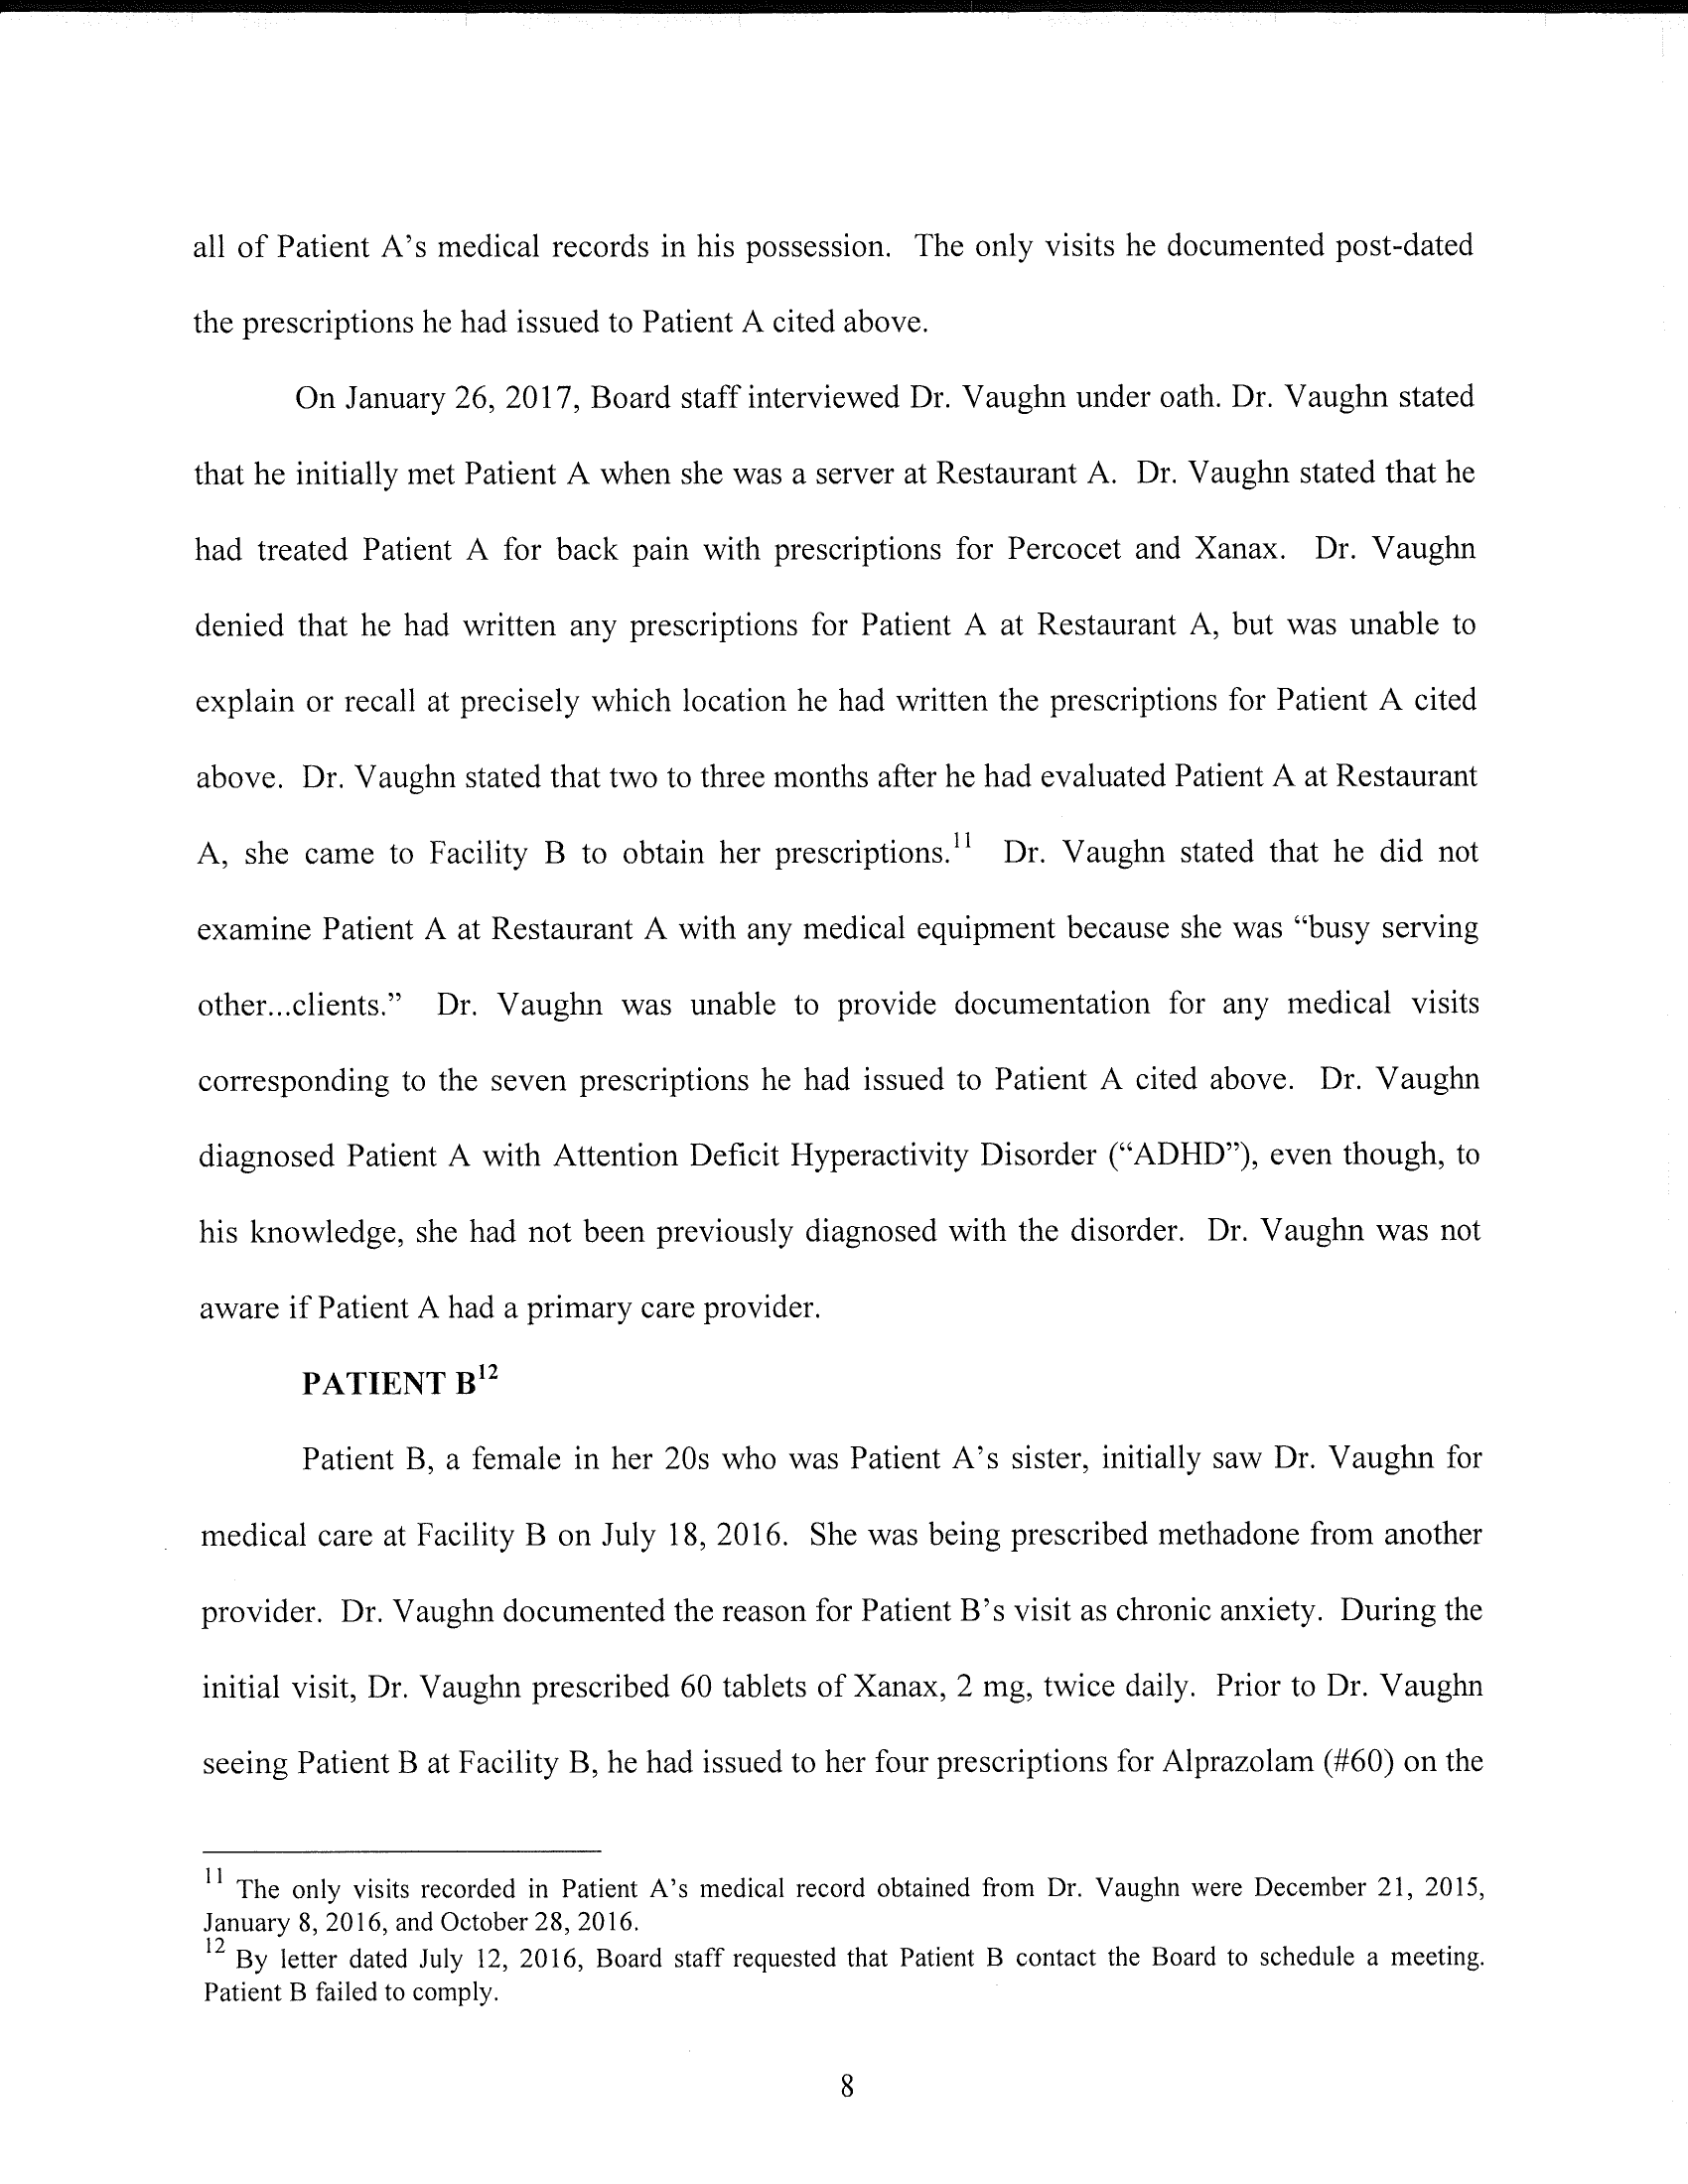 all of Patient A's medical records in his possession. The only visits he documented post-dated
the prescriptions he had issued to Patient A cited above.
On January 26, 2017, Board staff interviewed Dr. Vaughn under oath. Dr. Vaughn stated
that he initially met Patient A when she was a server at Restaurant A. Dr. Vaughn stated that he
had treated Patient A for back pain with prescriptions for Percocet and Xanax. Dr. Vaughn
denied that he had written any prescriptions for Patient A at Restaurant A, but was unable to
explain or recall at precisely which location he had written the prescriptions for Patient A cited
above. Dr. Vaughn stated that two to three months after he had evaluated Patient A at Restaurant
A, she came to Facility B to obtain her prescriptions.11 Dr. Vaughn stated that he did not
examine Patient A at Restaurant A with any medical equipment because she was “busy serving
other...clients.” Dr. Vaughn was unable to provide documentation for any medical visits
corresponding to the seven prescriptions he had issued to Patient A cited above. Dr. Vaughn
diagnosed Patient A with Attention Deficit Hyperactivity Disorder (“ADHD”), even though, to
his knowledge, she had not been previously diagnosed with the disorder. Dr. Vaughn was not
aware if Patient A had a primary care provider.
PATIENT B12
Patient B, a female in her 20s who was Patient A's sister, initially saw Dr. Vaughn for
medical care at Facility B on July 18, 2016. She was being prescribed methadone from another
provider. Dr. Vaughn documented the reason for Patient B's visit as chronic anxiety. During the
initial visit, Dr. Vaughn prescribed 60 tablets of Xanax, 2 mg, twice daily. Prior to Dr. Vaughn
seeing Patient B at Facility B, he had issued to her four prescriptions for Alprazolam (#60) on the
11 The only visits recorded in Patient A's medical record obtained from Dr. Vaughn were December 21, 2015,
January 8, 2016, and October 28, 2016.
12 By letter dated July 12, 2016, Board staff requested that Patient B contact the Board to schedule a meeting.
Patient B failed to comply.
8